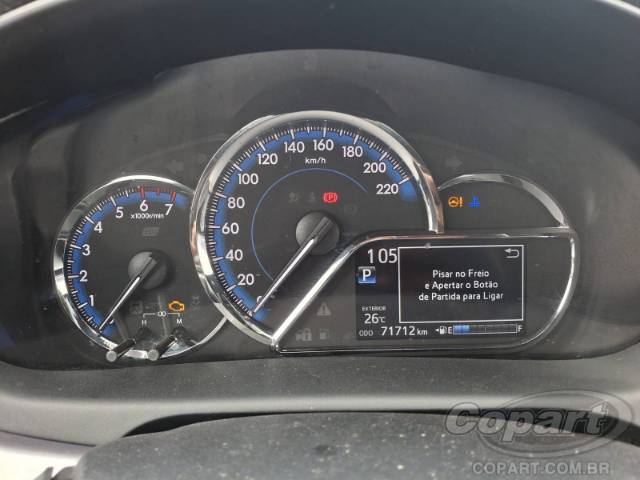 100 120 140 160 180 200 220
km/h
80
60
40
20
0
7
6
5
4
3
2
1
x1000r/min
H M
P
105
P
Pisar no Freio
e Apertar o Botão
de Partida para Ligar
EXTERIOR
26°C
ODO 71712 km
E F
Copart
COPART.COM.BR